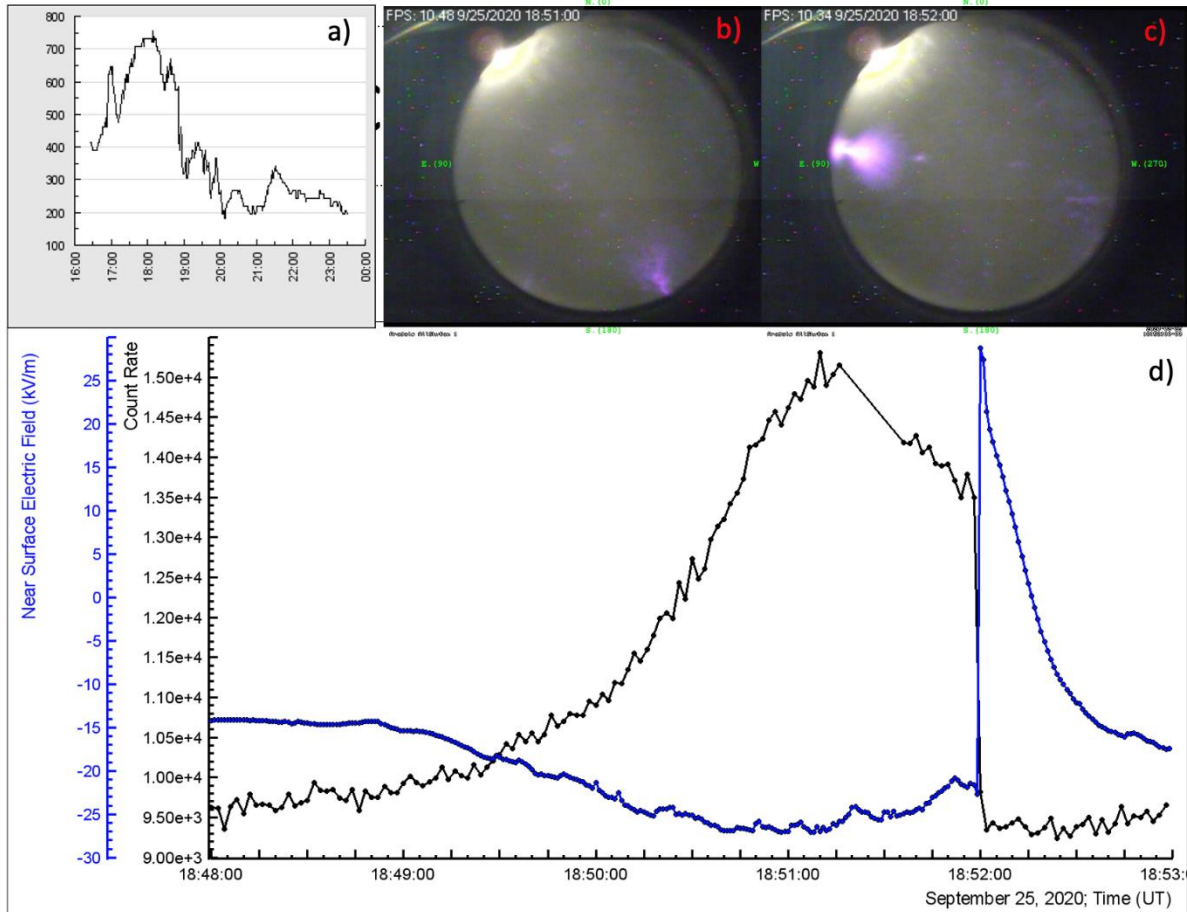 a)
800
700
600
500
400
300
200
100
16:00
17:00
18:00
19:00
20:00
21:00
22:00
23:00
00:00
FPS: 10.48 9/25/2020 18:51:00
b)
E.(90)
W
N.(0)
FPS: 10.34 9/25/2020 18:52:00
c)
E.(90)
W.(270)
S.(180)
S.(180)
d)
Near Surface Electric Field (kV/m)
25
20
15
10
5
0
-5
-10
-15
-20
-25
-30
Count Rate
1.50e+4
1.45e+4
1.40e+4
1.35e+4
1.30e+4
1.25e+4
1.20e+4
1.15e+4
1.10e+4
1.05e+4
1.00e+4
9.50e+3
9.00e+3
18:48:00
18:49:00
18:50:00
18:51:00
18:52:00
18:53:0
September 25, 2020; Time (UT)